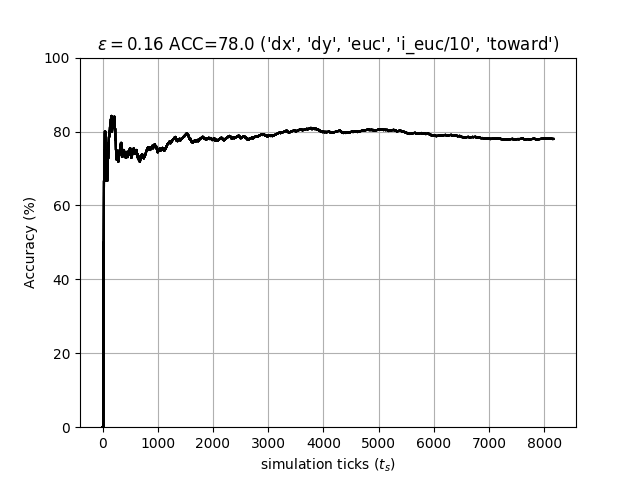 ε = 0.16 ACC=78.0 ('dx', 'dy', 'euc', 'i_euc/10', 'toward')
100
80
60
40
20
0
Accuracy (%)
0 1000 2000 3000 4000 5000 6000 7000 8000
simulation ticks (tₛ)